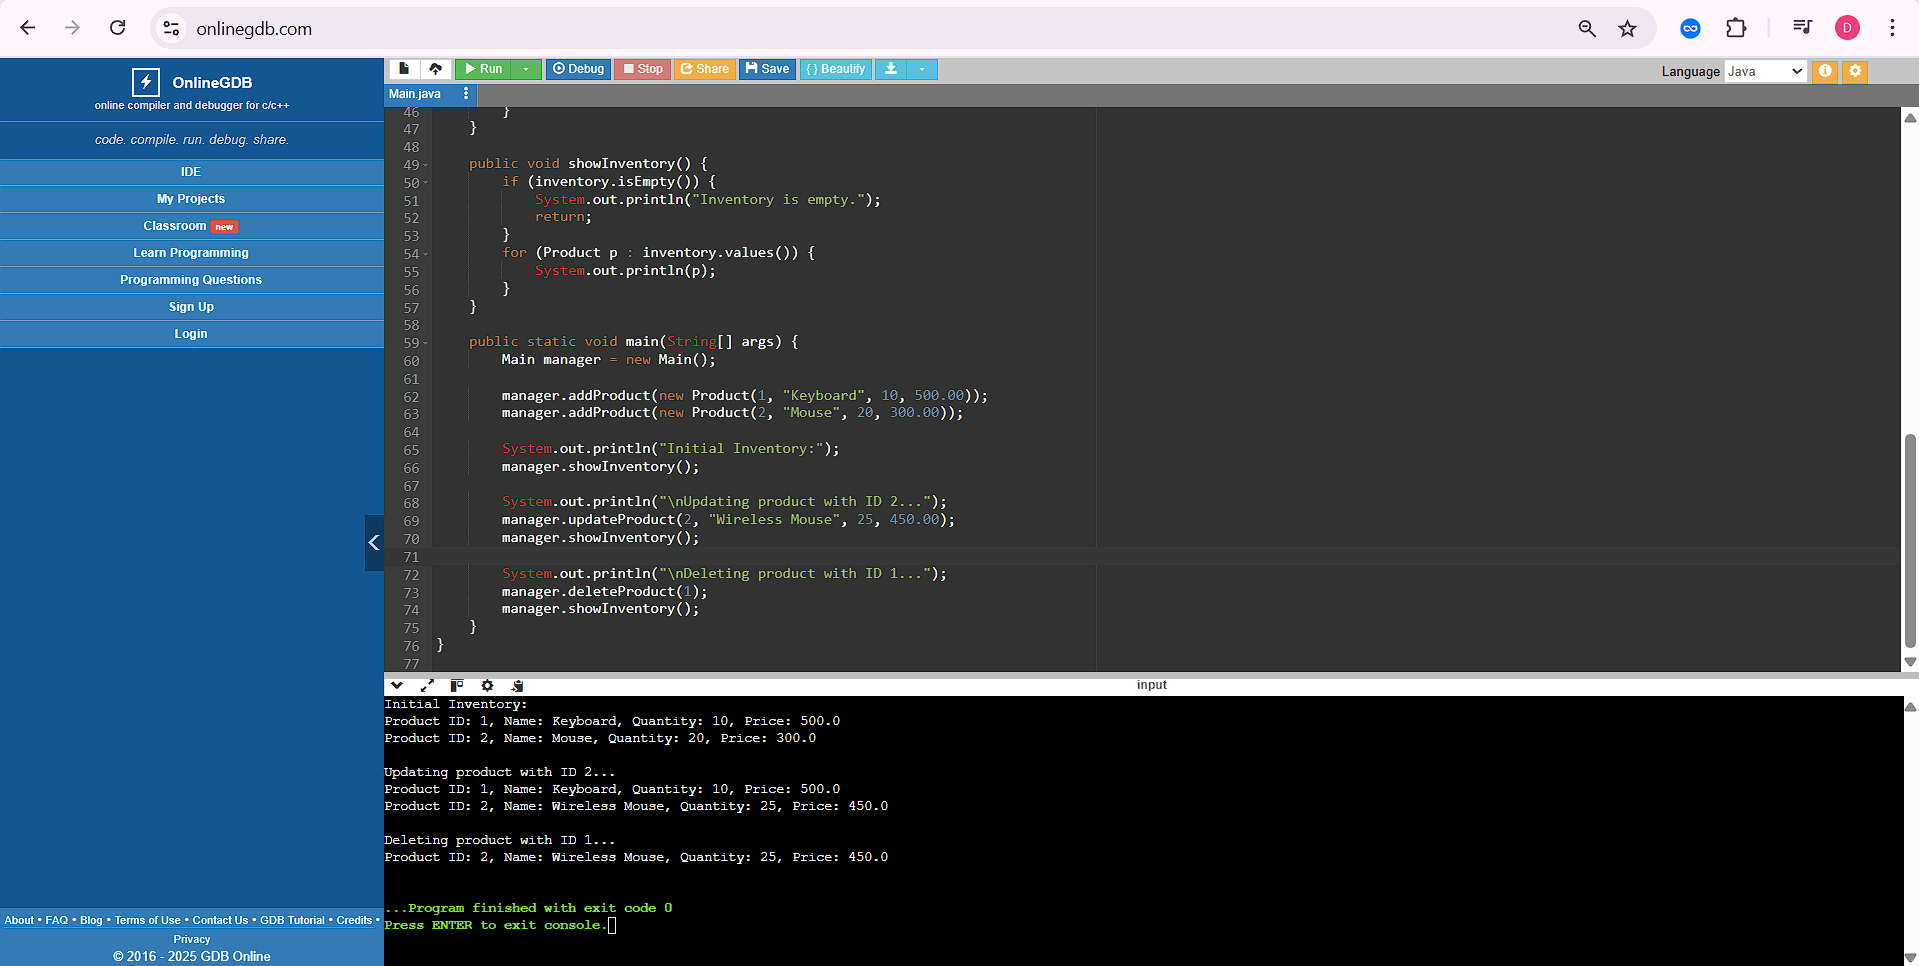 onlinegdb.com
D
OnlineGDB
online compiler and debugger for c/c++
code. compile. run. debug. share.
IDE
My Projects
Classroom new
Learn Programming
Programming Questions
Sign Up
Login
About • FAQ • Blog • Terms of Use • Contact Us • GDB Tutorial • Credits •
Privacy
© 2016 - 2025 GDB Online
Run Debug Stop Share Save { } Beautify
Language Java
Main.java
46 }
47 }
48
49 public void showInventory() {
50 if (inventory.isEmpty()) {
51 System.out.println("Inventory is empty.");
52 return;
53 }
54 for (Product p : inventory.values()) {
55 System.out.println(p);
56 }
57 }
58
59 public static void main(String[] args) {
60 Main manager = new Main();
61
62 manager.addProduct(new Product(1, "Keyboard", 10, 500.00));
63 manager.addProduct(new Product(2, "Mouse", 20, 300.00));
64
65 System.out.println("Initial Inventory:");
66 manager.showInventory();
67
68 System.out.println("\nUpdating product with ID 2...");
69 manager.updateProduct(2, "Wireless Mouse", 25, 450.00);
70 manager.showInventory();
71
72 System.out.println("\nDeleting product with ID 1...");
73 manager.deleteProduct(1);
74 manager.showInventory();
75 }
76 }
77
input
Initial Inventory:
Product ID: 1, Name: Keyboard, Quantity: 10, Price: 500.0
Product ID: 2, Name: Mouse, Quantity: 20, Price: 300.0
Updating product with ID 2...
Product ID: 1, Name: Keyboard, Quantity: 10, Price: 500.0
Product ID: 2, Name: Wireless Mouse, Quantity: 25, Price: 450.0
Deleting product with ID 1...
Product ID: 2, Name: Wireless Mouse, Quantity: 25, Price: 450.0
...Program finished with exit code 0
Press ENTER to exit console.